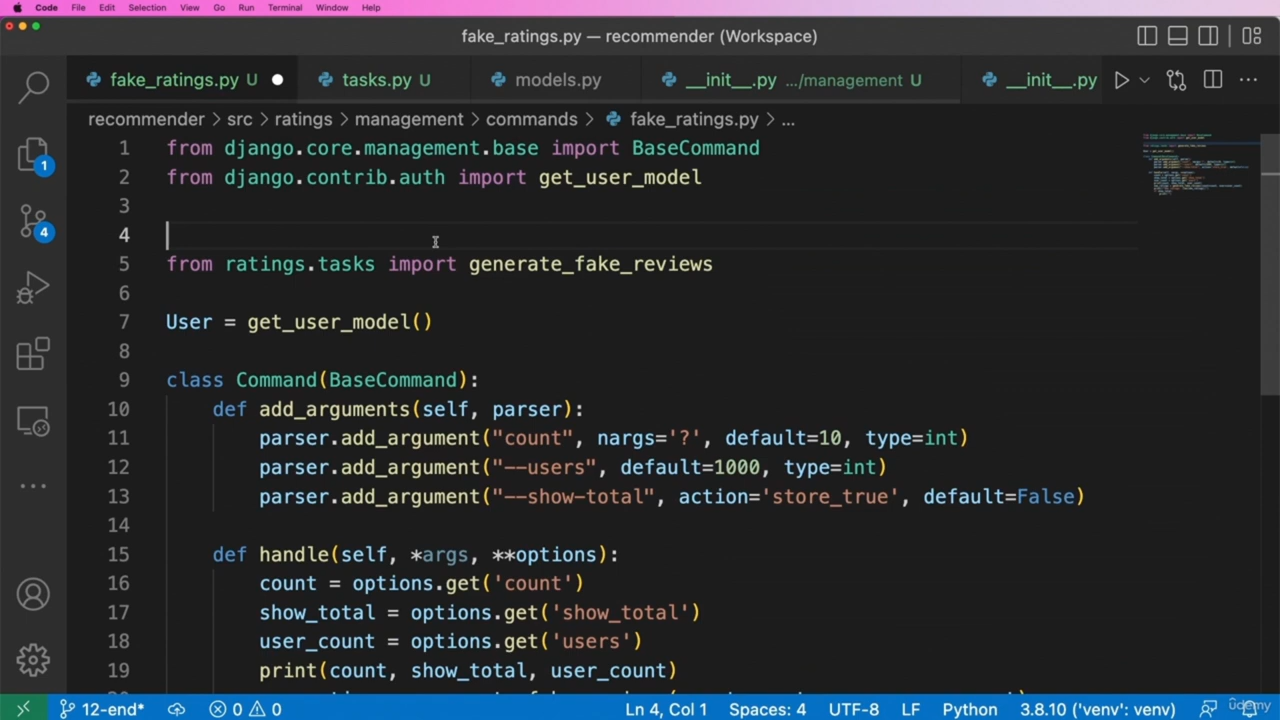 Code File Edit Selection View Go Run Terminal Window Help
fake_ratings.py — recommender (Workspace)
fake_ratings.py U tasks.py U models.py __init__.py .../management U __init__.py
recommender > src > ratings > management > commands > fake_ratings.py > ...
1 from django.core.management.base import BaseCommand
2 from django.contrib.auth import get_user_model
3
4
5 from ratings.tasks import generate_fake_reviews
6
7 User = get_user_model()
8
9 class Command(BaseCommand):
10 def add_arguments(self, parser):
11 parser.add_argument("count", nargs='?', default=10, type=int)
12 parser.add_argument("--users", default=1000, type=int)
13 parser.add_argument("--show-total", action='store_true', default=False)
14
15 def handle(self, *args, **options):
16 count = options.get('count')
17 show_total = options.get('show_total')
18 user_count = options.get('users')
19 print(count, show_total, user_count)
1
4
12-end* 0 0 Ln 4, Col 1 Spaces: 4 UTF-8 LF Python 3.8.10 ('venv': venv)
udemy